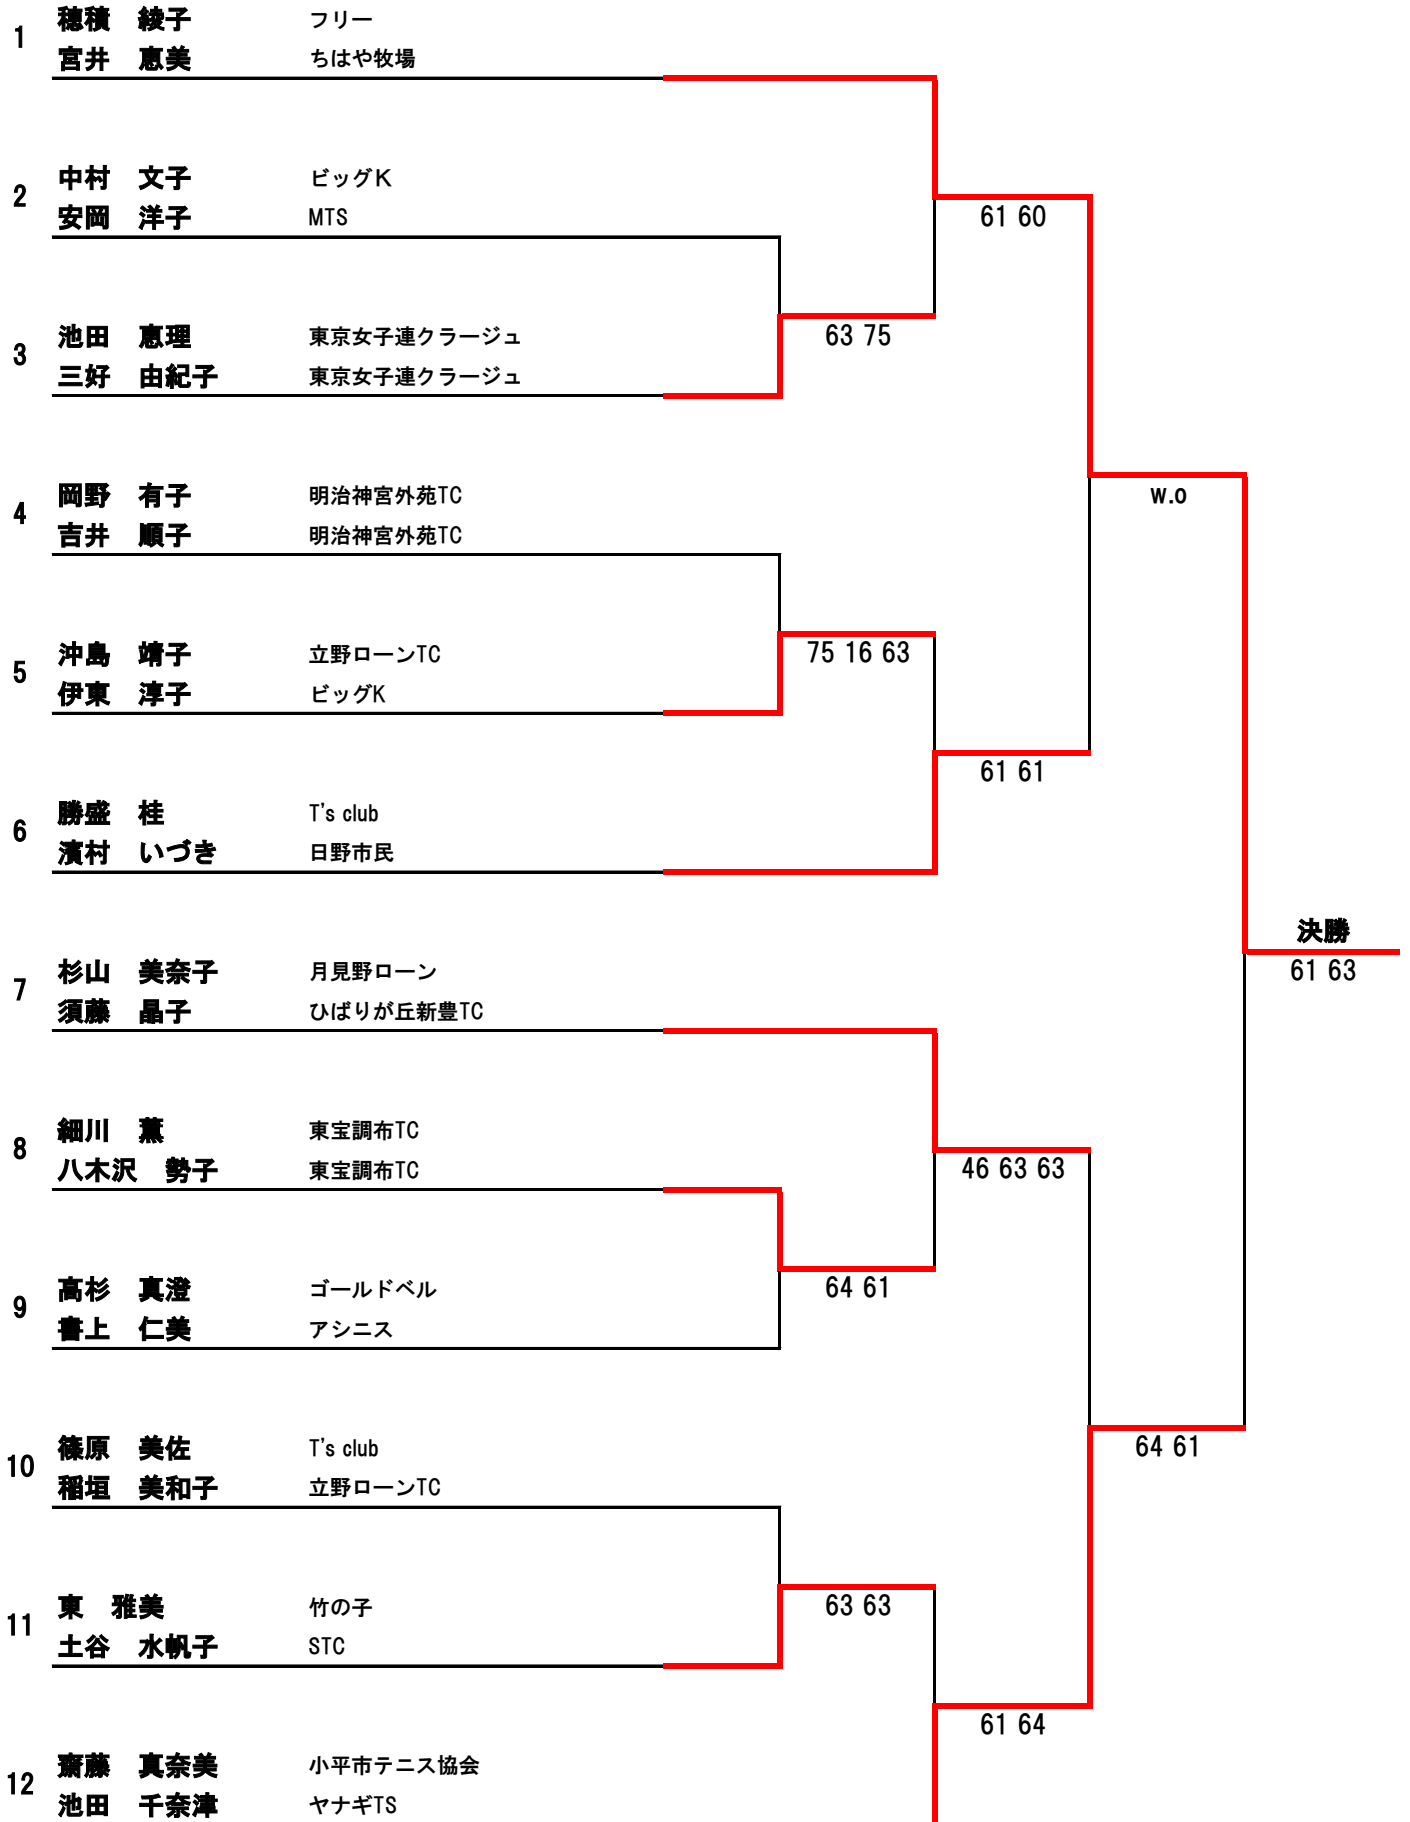 1
穂積　綾子　フリー
宮井　恵美　ちはや牧場
2
中村　文子　ビッグＫ
安岡　洋子　MTS
61 60
3
池田　恵理　東京女子連クラージュ
三好　由紀子　東京女子連クラージュ
63 75
4
岡野　有子　明治神宮外苑TC
吉井　順子　明治神宮外苑TC
w.o
5
沖島　靖子　立野ローンTC
伊東　淳子　ビッグK
75 16 63
61 61
6
勝盛　桂　T's club
濱村　いづき　日野市民
決勝
61 63
7
杉山　美奈子　月見野ローン
須藤　晶子　ひばりが丘新豊TC
8
細川　薫　東宝調布TC
八木沢　勢子　東宝調布TC
46 63 63
9
高杉　真澄　ゴールドベル
書上　仁美　アシニス
64 61
10
篠原　美佐　T's club
稲垣　美和子　立野ローンTC
64 61
11
東　雅美　竹の子
土谷　水帆子　STC
63 63
61 64
12
齋藤　真奈美　小平市テニス協会
池田　千奈津　ヤナギTS